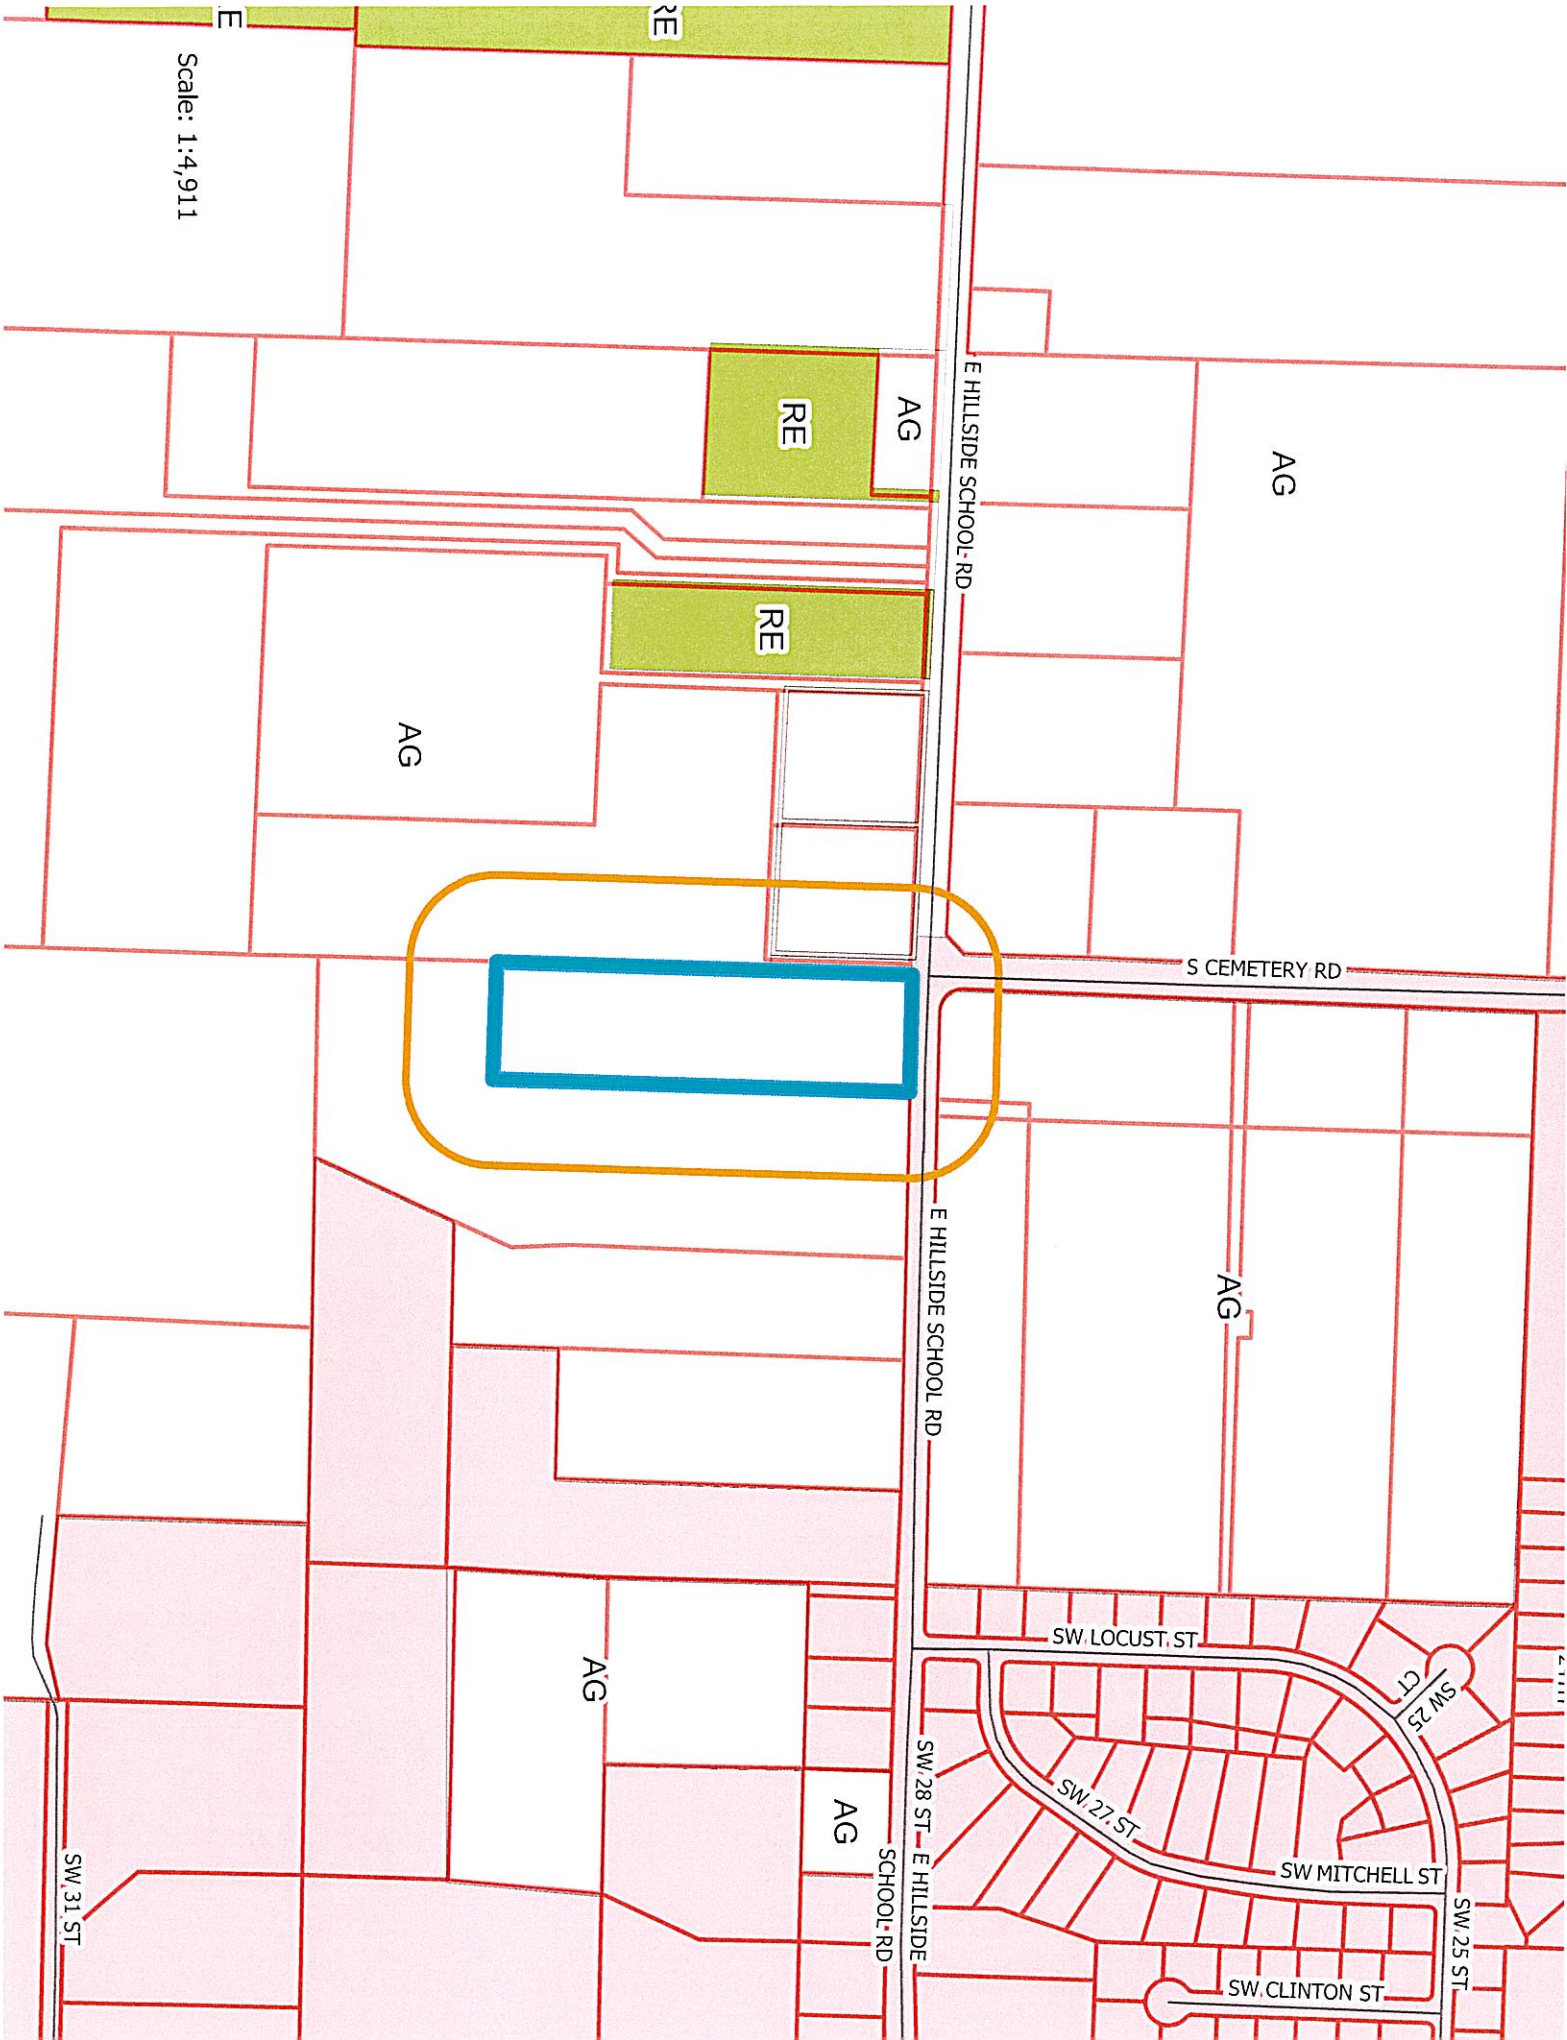 E
RE
Scale: 1:4,911
AG
RE
AG
E HILLSIDE SCHOOL RD
RE
AG
S CEMETERY RD
E HILLSIDE SCHOOL RD
AG
SW LOCUST ST
SW 25
CT
AG
SW 27 ST
SW 28 ST
AG
SW MITCHELL ST
E HILLSIDE
SCHOOL RD
SW 31 ST
SW 25 ST
SW CLINTON ST